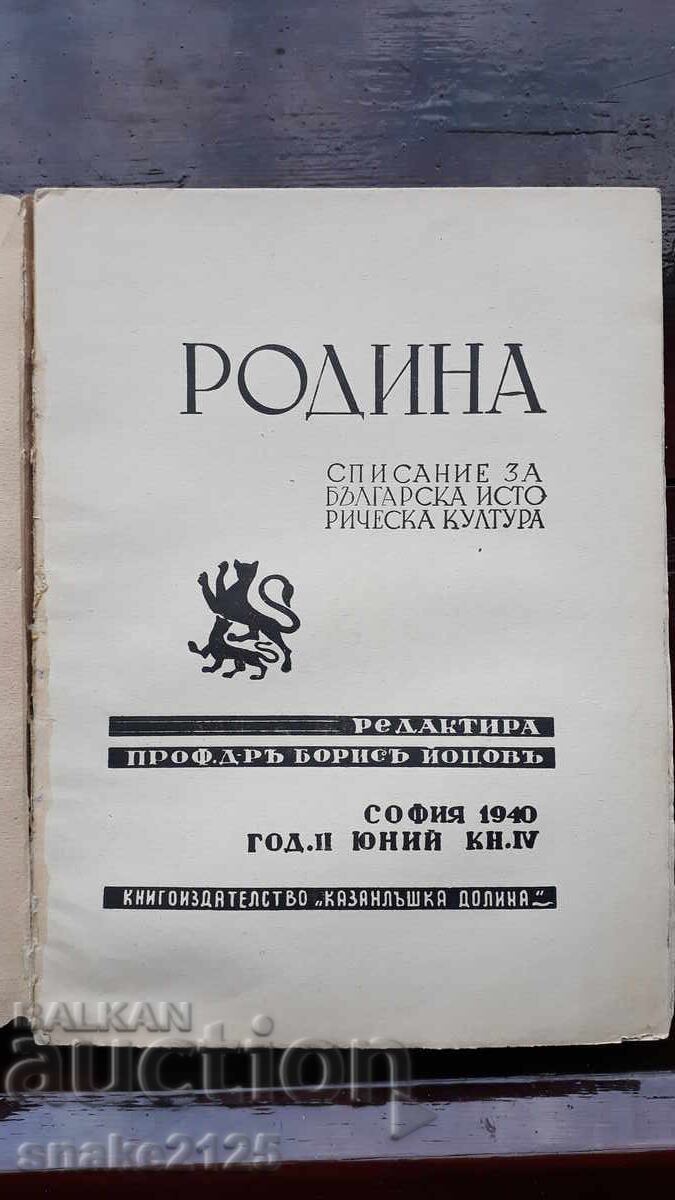 РОДИНА
СПИСАНИЕ ЗА
БЪЛГАРСКА ИСТО
РИЧЕСКА КУЛТУРА
РЕДАКТИРА
ПРОФ. Д-РЪ БОРИСЪ ЙОЦОВЪ
СОФИЯ 1940
ГОД. II ЮНИЙ КН. IV
КНИГОИЗДАТЕЛСТВО „КАЗАНЛЪШКА ДОЛИНА“
BALKAN
auction
snake2125